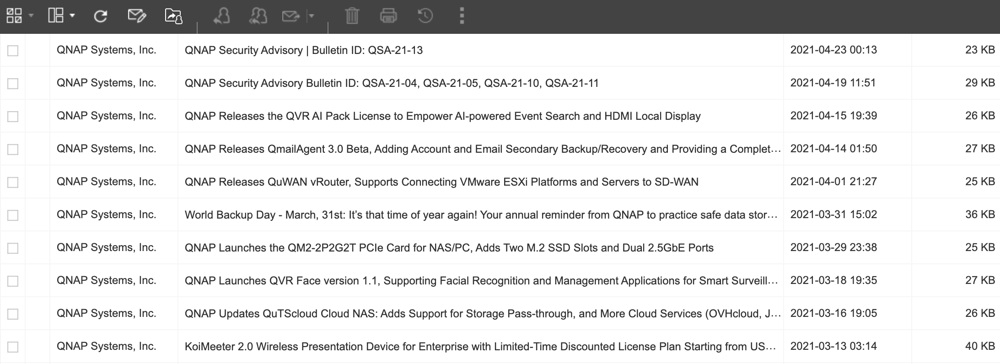 QNAP Systems, Inc. QNAP Security Advisory | Bulletin ID: QSA-21-13 2021-04-23 00:13 23 KB
QNAP Systems, Inc. QNAP Security Advisory Bulletin ID: QSA-21-04, QSA-21-05, QSA-21-10, QSA-21-11 2021-04-19 11:51 29 KB
QNAP Systems, Inc. QNAP Releases the QVR AI Pack License to Empower AI-powered Event Search and HDMI Local Display 2021-04-15 19:39 26 KB
QNAP Systems, Inc. QNAP Releases QmailAgent 3.0 Beta, Adding Account and Email Secondary Backup/Recovery and Providing a Complet... 2021-04-14 01:50 27 KB
QNAP Systems, Inc. QNAP Releases QuWAN vRouter, Supports Connecting VMware ESXi Platforms and Servers to SD-WAN 2021-04-01 21:27 25 KB
QNAP Systems, Inc. World Backup Day - March, 31st: It’s that time of year again! Your annual reminder from QNAP to practice safe data stor... 2021-03-31 15:02 36 KB
QNAP Systems, Inc. QNAP Launches the QM2-2P2G2T PCIe Card for NAS/PC, Adds Two M.2 SSD Slots and Dual 2.5GbE Ports 2021-03-29 23:38 25 KB
QNAP Systems, Inc. QNAP Launches QVR Face version 1.1, Supporting Facial Recognition and Management Applications for Smart Surveill... 2021-03-18 19:35 27 KB
QNAP Systems, Inc. QNAP Updates QuTScloud Cloud NAS: Adds Support for Storage Pass-through, and More Cloud Services (OVHcloud, J... 2021-03-16 19:05 26 KB
QNAP Systems, Inc. KoiMeeter 2.0 Wireless Presentation Device for Enterprise with Limited-Time Discounted License Plan Starting from US... 2021-03-13 03:14 40 KB